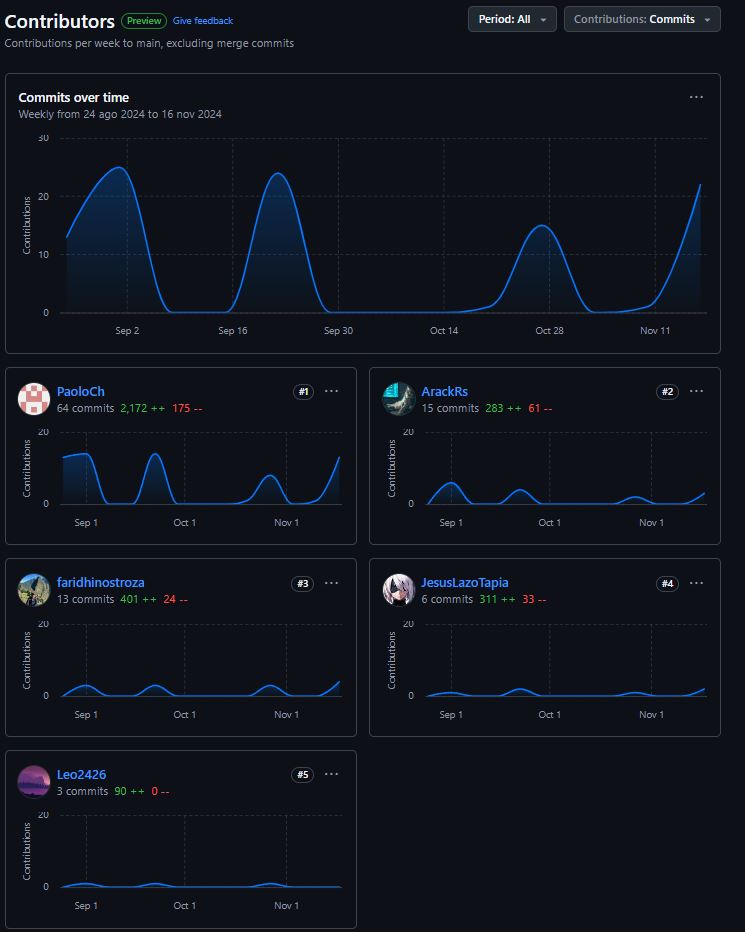 Contributors Preview Give feedback
Period: All
Contributions: Commits
Contributions per week to main, excluding merge commits
Commits over time
Weekly from 24 ago 2024 to 16 nov 2024
Contributions
30
20
10
0
Sep 2 Sep 16 Sep 30 Oct 14 Oct 28 Nov 11
PaoloCh #1
64 commits 2,172 ++ 175 --
Contributions
20
0
Sep 1 Oct 1 Nov 1
ArackRs #2
15 commits 283 ++ 61 --
Contributions
20
0
Sep 1 Oct 1 Nov 1
faridhinostroza #3
13 commits 401 ++ 24 --
Contributions
20
0
Sep 1 Oct 1 Nov 1
JesusLazoTapia #4
6 commits 311 ++ 33 --
Contributions
20
0
Sep 1 Oct 1 Nov 1
Leo2426 #5
3 commits 90 ++ 0 --
Contributions
20
0
Sep 1 Oct 1 Nov 1